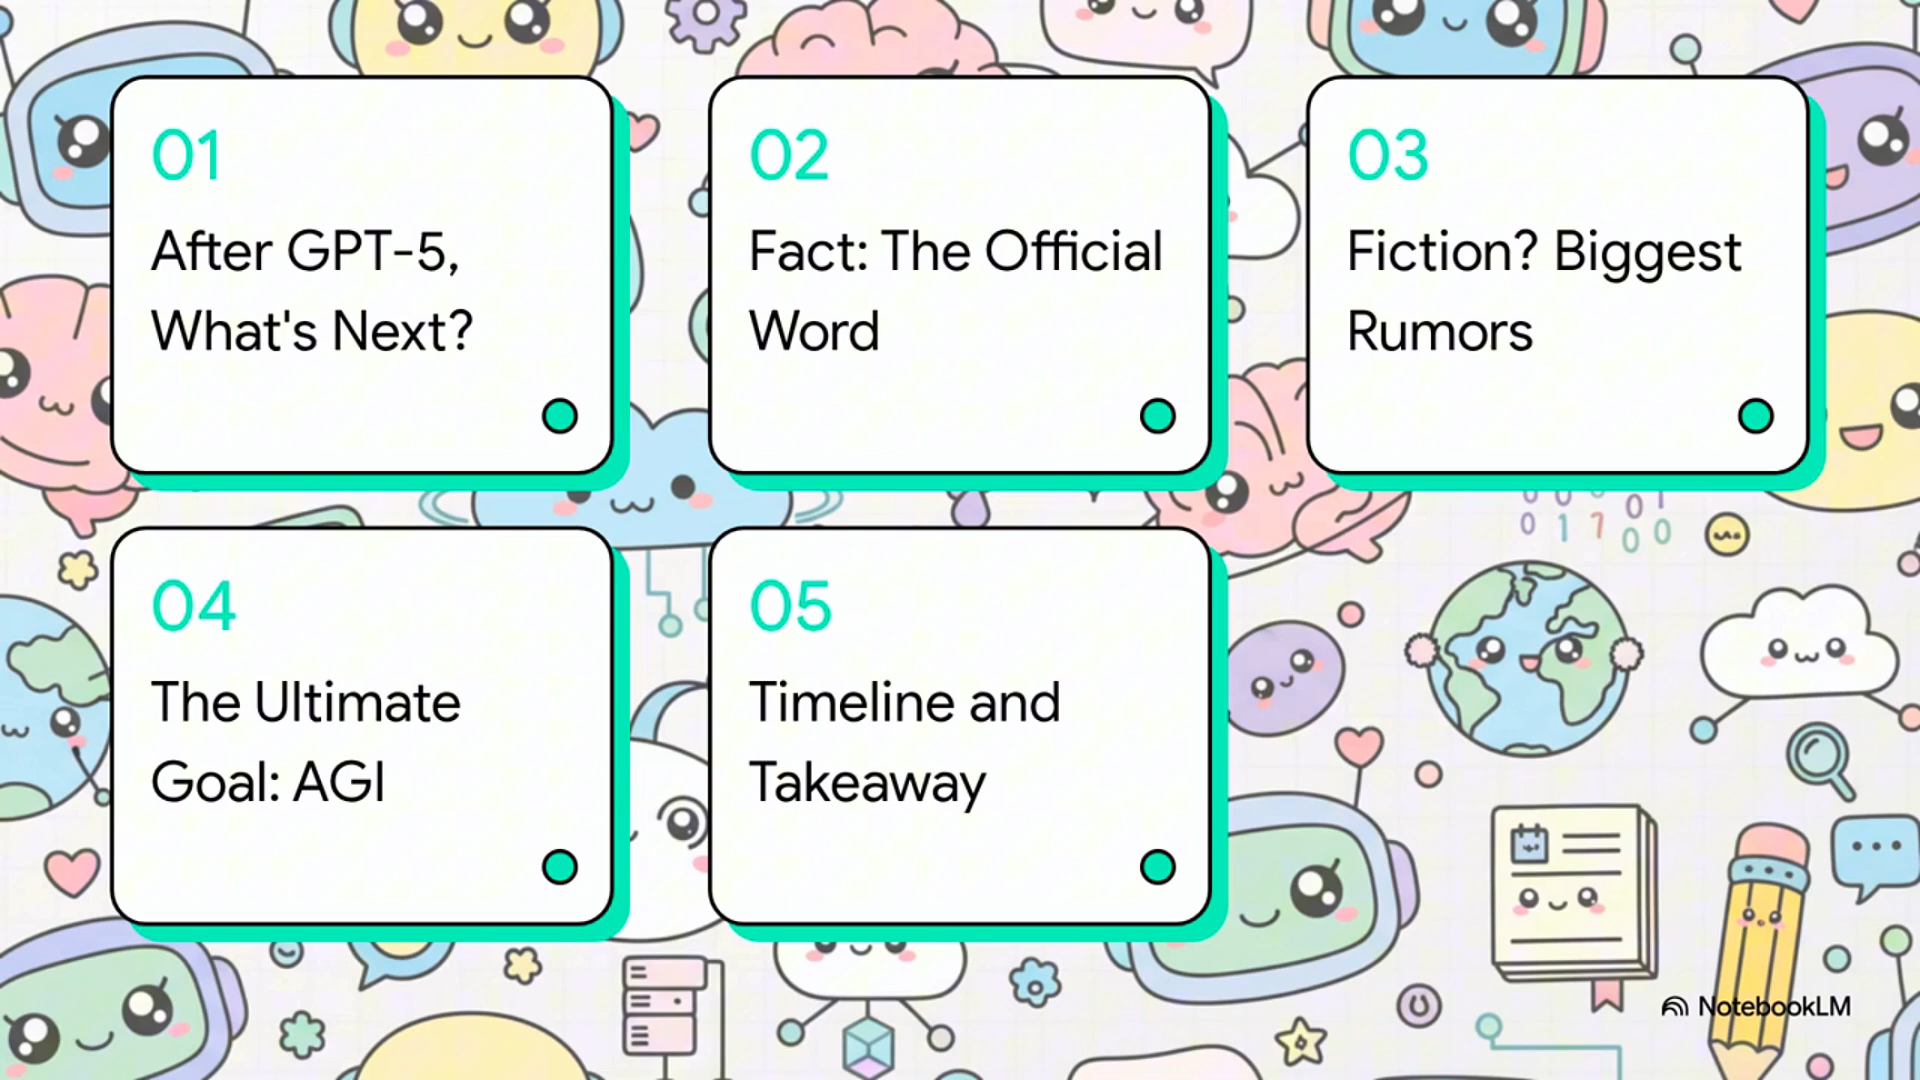 01
After GPT-5,
What's Next?
02
Fact: The Official
Word
03
Fiction? Biggest
Rumors
04
The Ultimate
Goal: AGI
05
Timeline and
Takeaway
NotebookLM